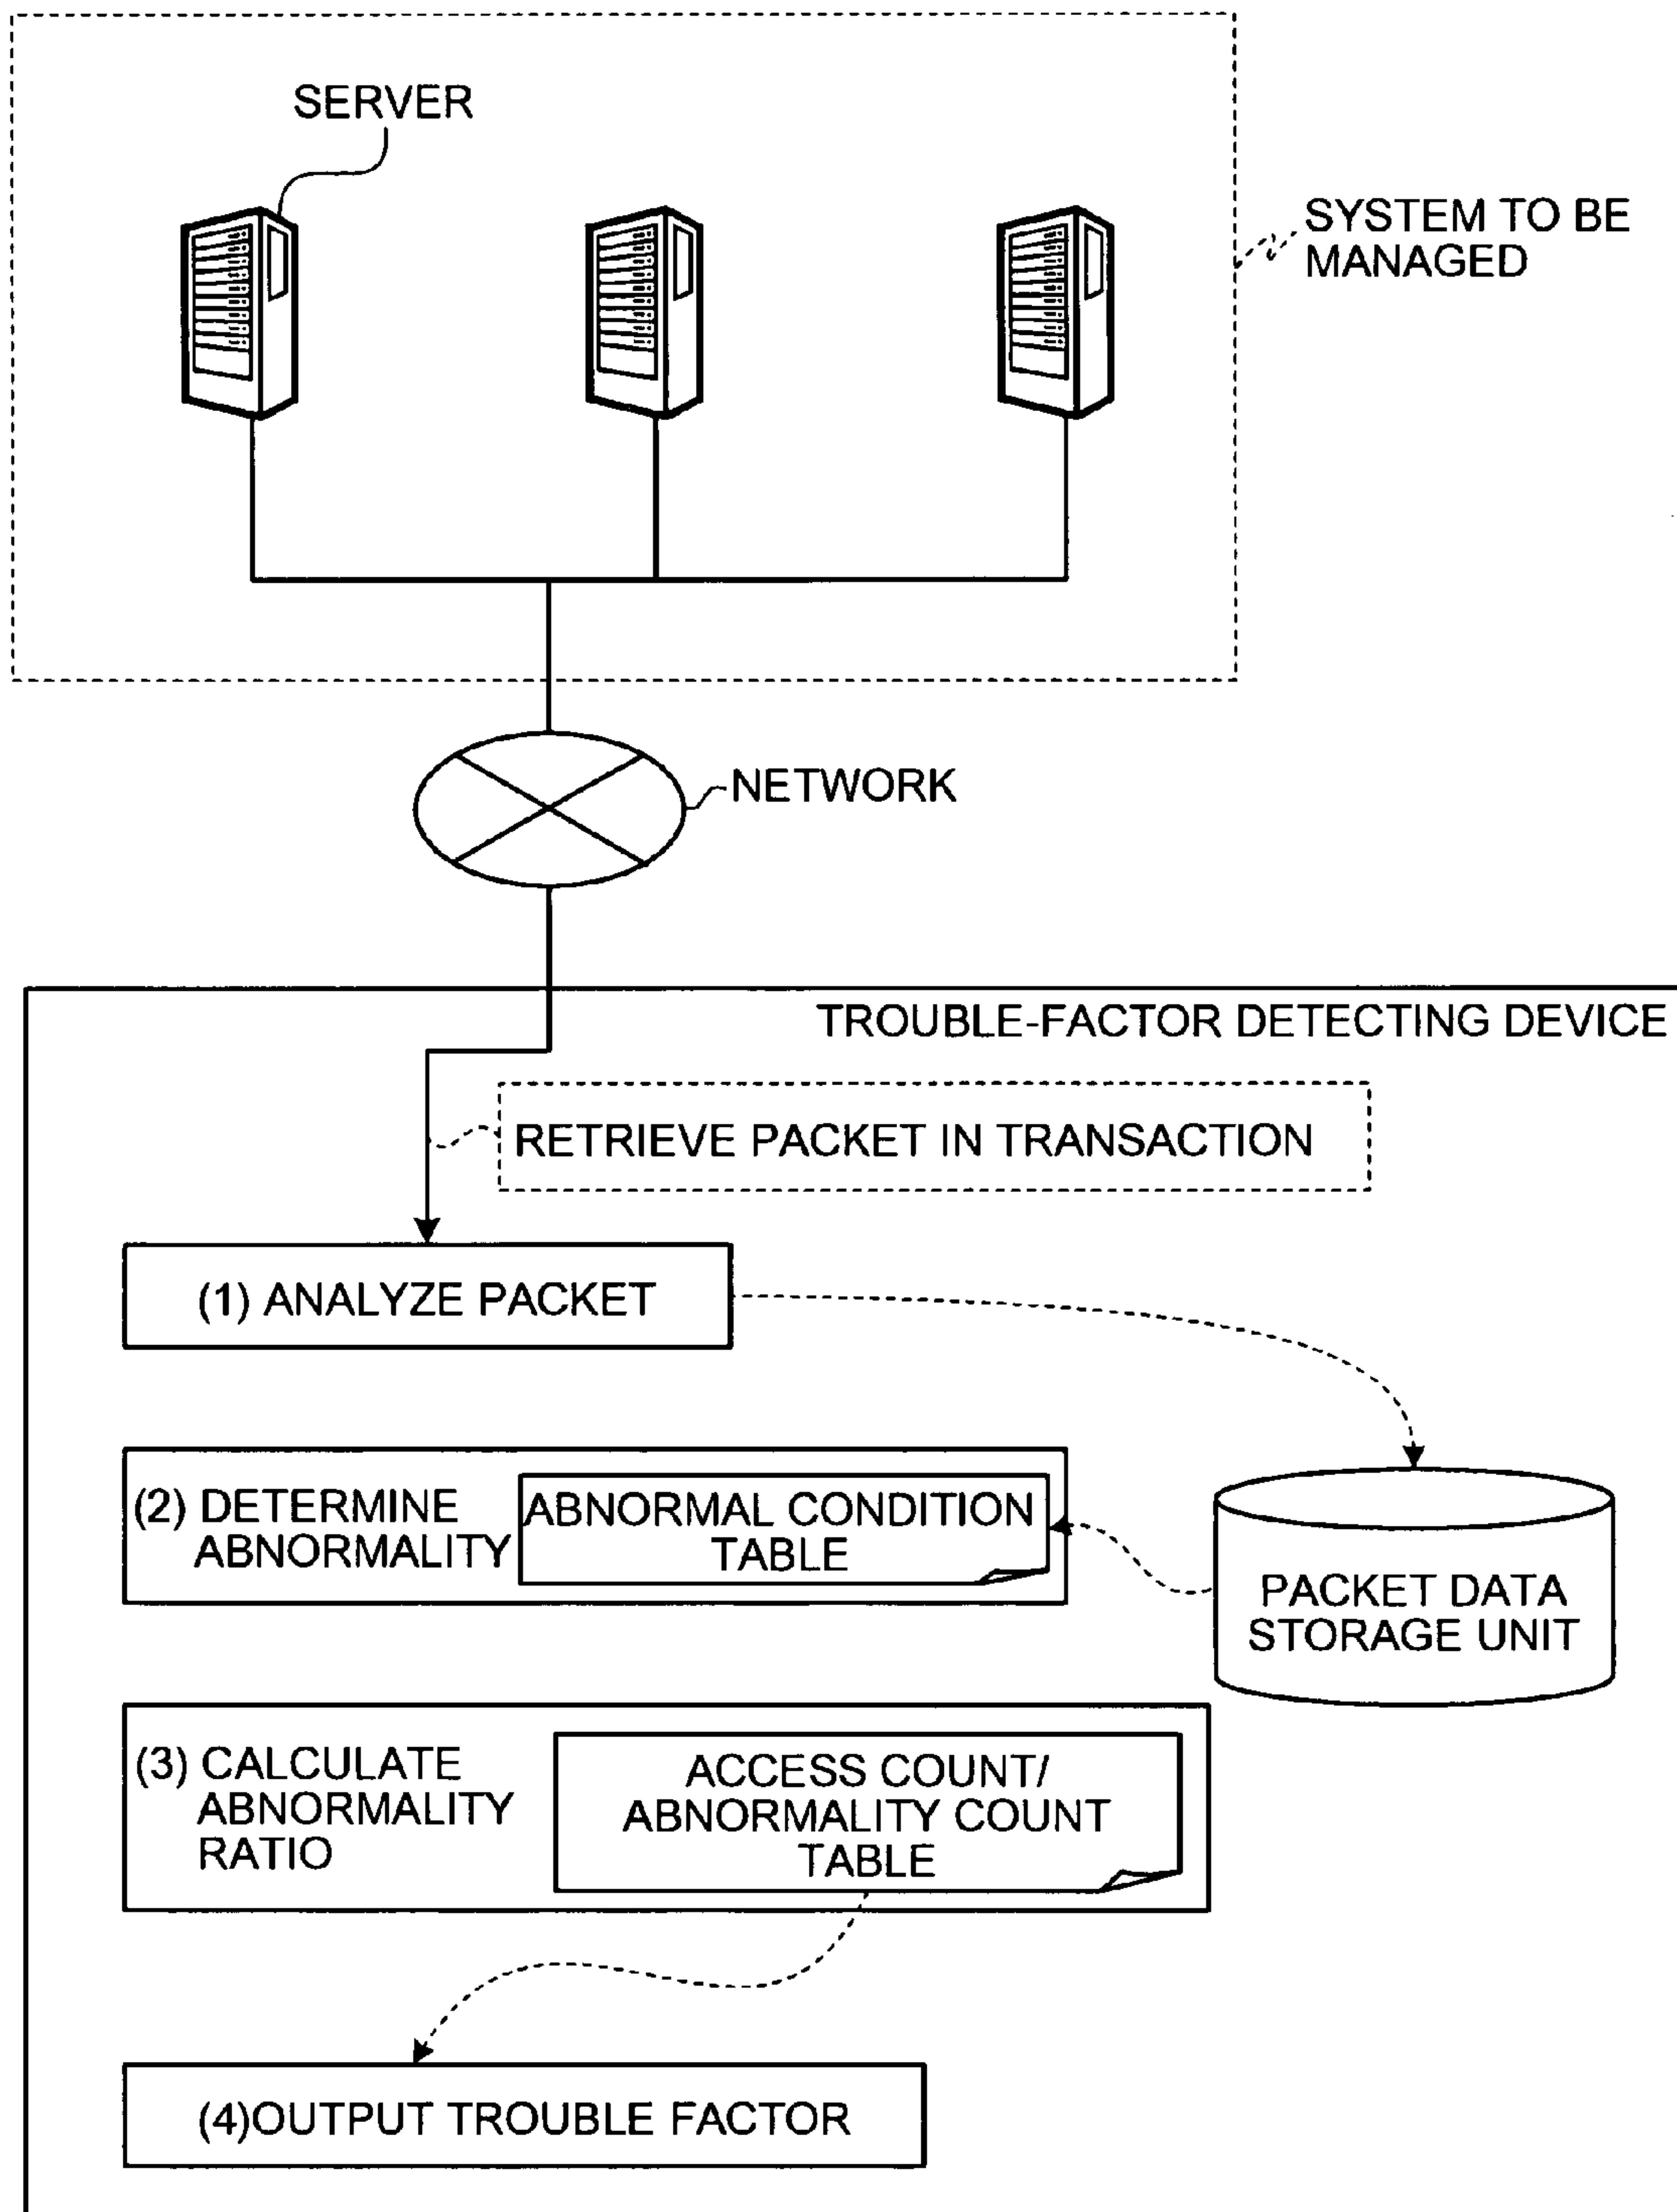 SERVER
SYSTEM TO BE
MANAGED
NETWORK
TROUBLE-FACTOR DETECTING DEVICE
RETRIEVE PACKET IN TRANSACTION
(1) ANALYZE PACKET
(2) DETERMINE
ABNORMALITY
ABNORMAL CONDITION
TABLE
PACKET DATA
STORAGE UNIT
(3) CALCULATE
ABNORMALITY
RATIO
ACCESS COUNT/
ABNORMALITY COUNT
TABLE
(4)OUTPUT TROUBLE FACTOR